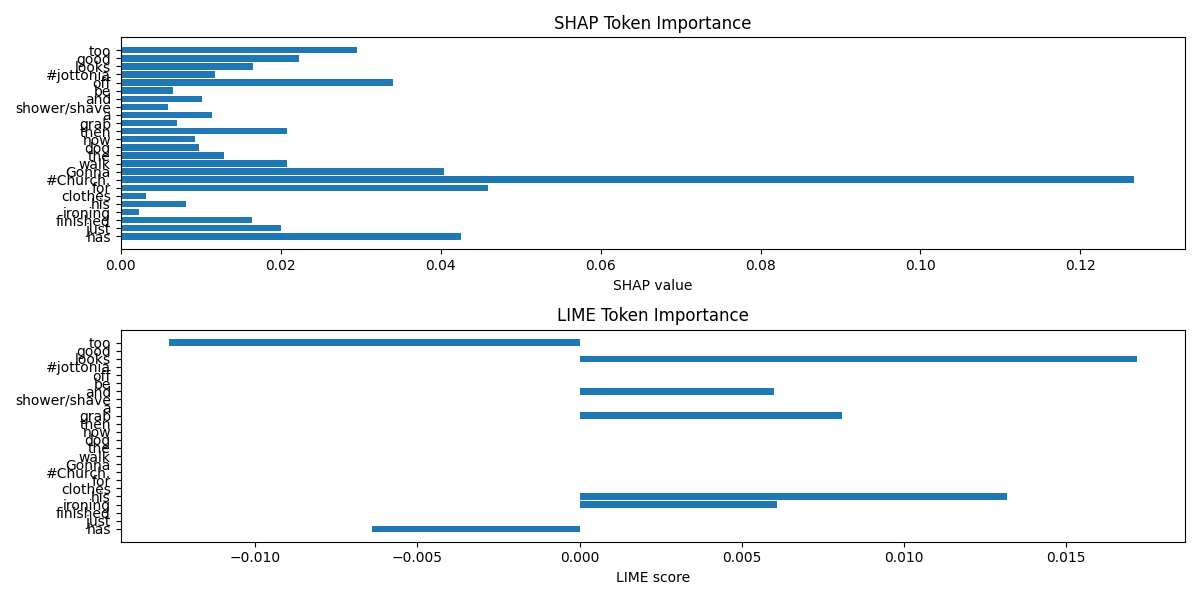 SHAP Token Importance
too
good
looks
#jottonia
off
be
and
shower/shave
a
grab
then
now
dog
the
walk
Gonna
#Church.
for
clothes
his
ironing
finished
just
has
0.00 0.02 0.04 0.06 0.08 0.10 0.12
SHAP value
LIME Token Importance
too
good
looks
#jottonia
off
be
and
shower/shave
a
grab
then
now
dog
the
walk
Gonna
#Church.
for
clothes
his
ironing
finished
just
has
−0.010 −0.005 0.000 0.005 0.010 0.015
LIME score